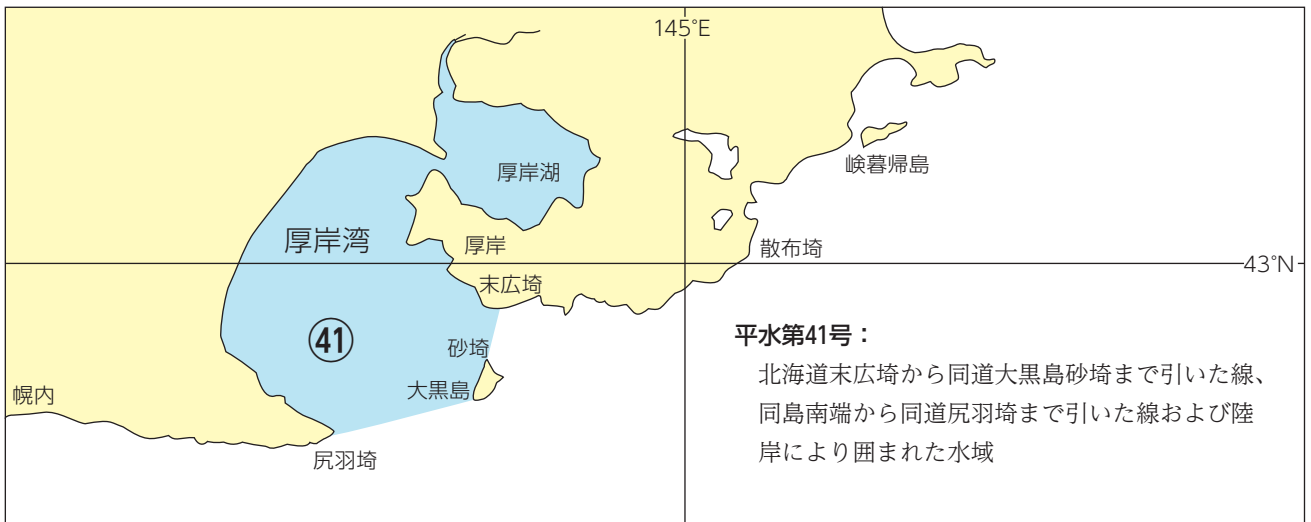 145°E
厚岸湖
嶮暮帰島
厚岸湾
厚岸
散布埼
43°N
末広埼
㊶
砂埼
大黒島
幌内
尻羽埼
平水第41号：
北海道末広埼から同道大黒島砂埼まで引いた線、
同島南端から同道尻羽埼まで引いた線および陸
岸により囲まれた水域